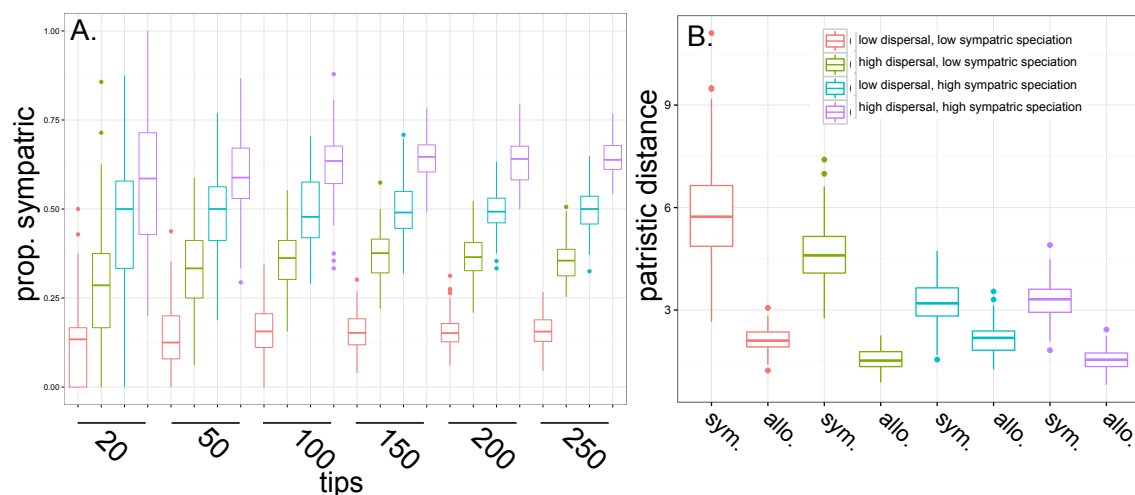 A.
prop. sympatric
1.00
0.75
0.50
0.25
0.00
20
50
100
150
200
250
tips
B.
( low dispersal, low sympatric speciation
( high dispersal, low sympatric speciation
( low dispersal, high sympatric speciation
( high dispersal, high sympatric speciation
patristic distance
9
6
3
sym.
allo.
sym.
allo.
sym.
allo.
sym.
allo.